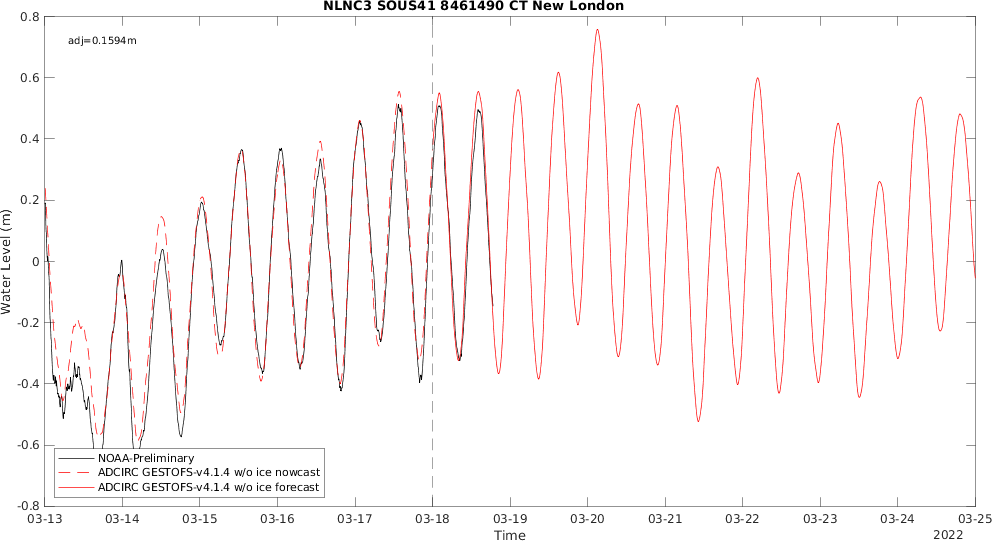 NLNC3 SOUS41 8461490 CT New London
adj=0.1594m
0.8
0.6
0.4
0.2
0
-0.2
-0.4
-0.6
-0.8
Water Level (m)
NOAA-Preliminary
ADCIRC GESTOFS-v4.1.4 w/o ice nowcast
ADCIRC GESTOFS-v4.1.4 w/o ice forecast
03-13 03-14 03-15 03-16 03-17 03-18 03-19 03-20 03-21 03-22 03-23 03-24 03-25
Time
2022